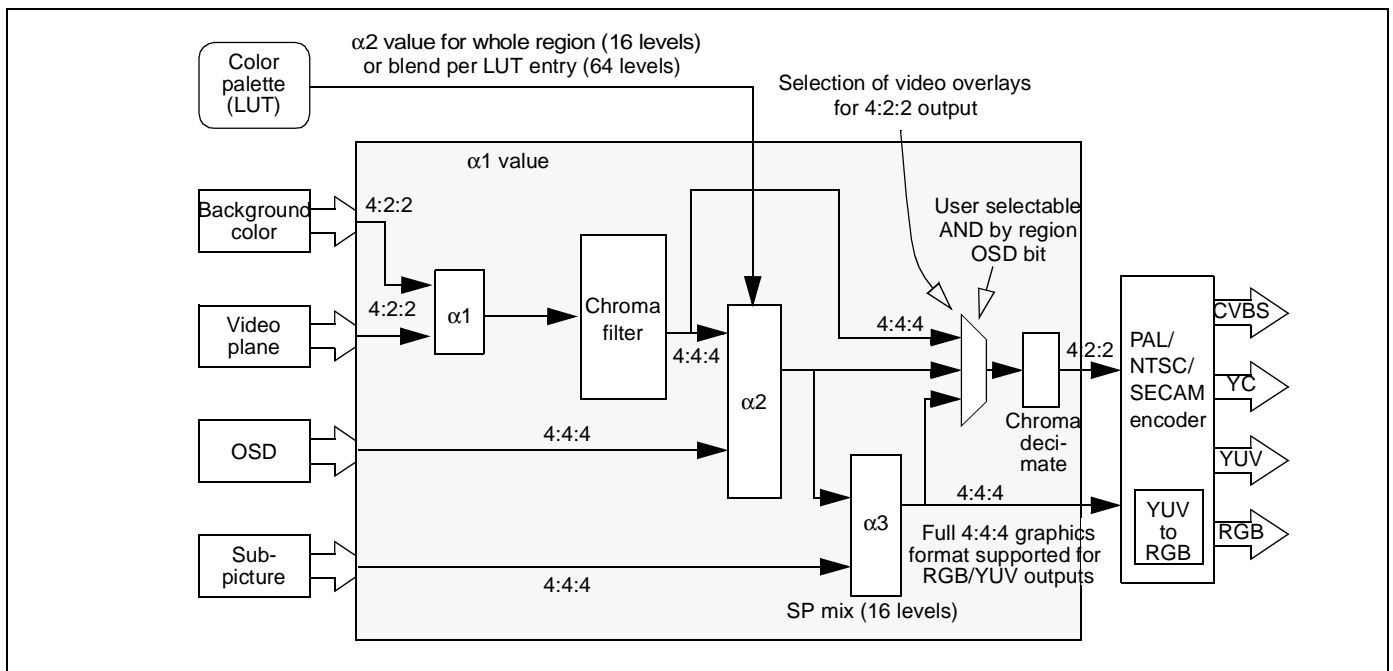 α2 value for whole region (16 levels)
or blend per LUT entry (64 levels)
Color
palette
(LUT)
Selection of video overlays
for 4:2:2 output
α1 value
Background
color
4:2:2
User selectable
AND by region
OSD bit
Video
plane
4:2:2
α1
Chroma
filter
4:4:4
4:4:4
α2
4:2:2
Chroma
deci-
mate
PAL/
NTSC/
SECAM
encoder
CVBS
YC
YUV
RGB
OSD
4:4:4
α3
4:4:4
Full 4:4:4 graphics
format supported for
RGB/YUV outputs
YUV
to
RGB
Sub-
picture
4:4:4
SP mix (16 levels)